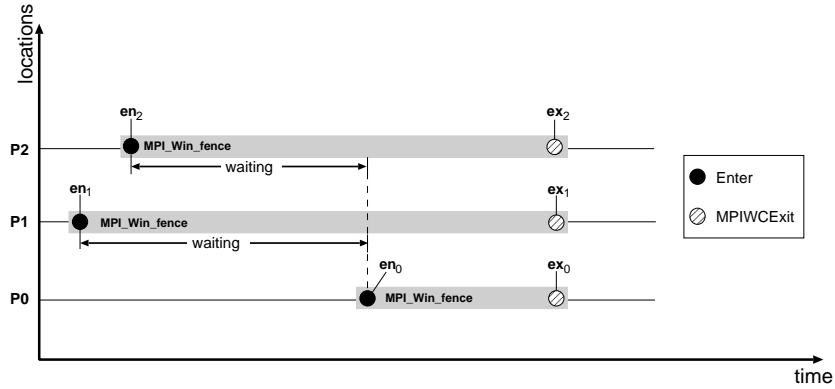 locations
en2
ex2
P2
MPI_Win_fence
waiting
Enter
MPIWCExit
en1
ex1
P1
MPI_Win_fence
waiting
en0
ex0
P0
MPI_Win_fence
time